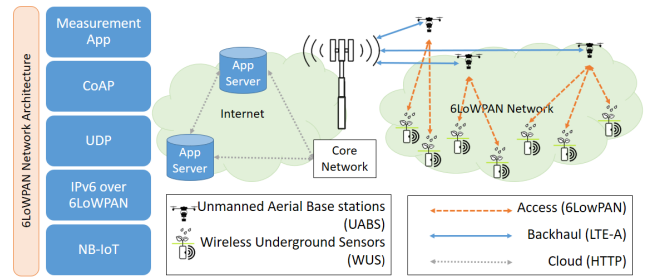 6LoWPAN Network Architecture
Measurement
App
CoAP
UDP
IPv6 over
6LoWPAN
NB-IoT
App
Server
Internet
App
Server
Core
Network
6LoWPAN Network
Unmanned Aerial Base stations
(UABS)
Wireless Underground Sensors
(WUS)
Access (6LowPAN)
Backhaul (LTE-A)
Cloud (HTTP)